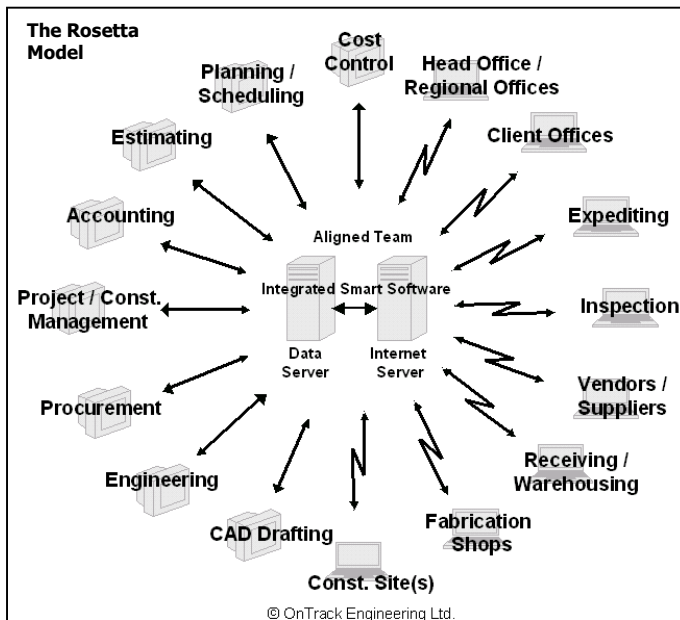 The Rosetta
Model
Cost
Control
Head Office /
Regional Offices
Planning /
Scheduling
Client Offices
Estimating
Expediting
Accounting
Aligned Team
Integrated Smart Software
Project / Const.
Management
Inspection
Data
Server
Internet
Server
Vendors /
Suppliers
Procurement
Receiving /
Warehousing
Engineering
Fabrication
Shops
CAD Drafting
Const. Site(s)
© OnTrack Engineering Ltd.